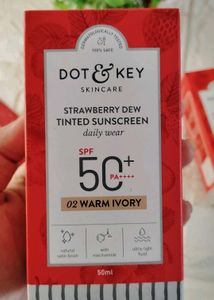 DERMATOLOGICALLY TESTED
100% SAFE
DOT & KEY
SKINCARE
STRAWBERRY DEW
TINTED SUNSCREEN
daily wear
SPF
50+
PA++++
02 WARM IVORY
natural
satin finish
with
niacinamide
ultra light
fluid
50ml